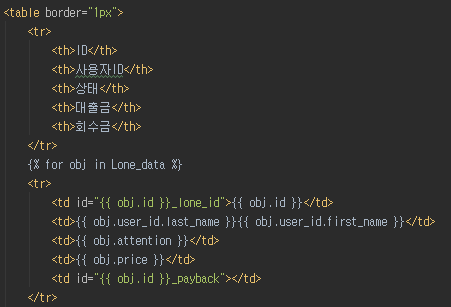 <table border="1px">
<tr>
<th>ID</th>
<th>사용자ID</th>
<th>상태</th>
<th>대출금</th>
<th>회수금</th>
</tr>
{% for obj in Lone_data %}
<tr>
<td id="{{ obj.id }}_lone_id">{{ obj.id }}</td>
<td>{{ obj.user_id.last_name }}{{ obj.user_id.first_name }}</td>
<td>{{ obj.attention }}</td>
<td>{{ obj.price }}</td>
<td id="{{ obj.id }}_payback"></td>
</tr>